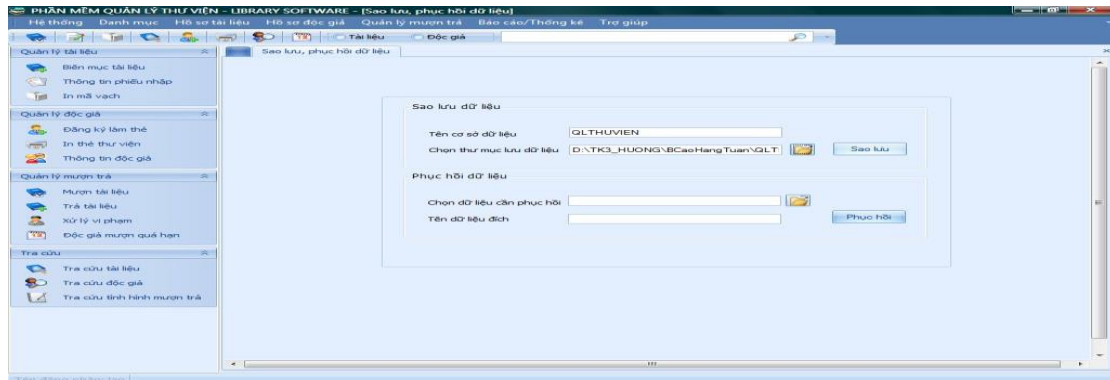 PHẦN MỀM QUẢN LÝ THƯ VIỆN - LIBRARY SOFTWARE - [Sao lưu, phục hồi dữ liệu]
Hệ thống Danh mục Hồ sơ tài liệu Hồ sơ độc giả Quản lý mượn trả Báo cáo/Thống kê Trợ giúp
Tài liệu Độc giả
Quản lý tài liệu
Biên mục tài liệu
Thông tin phiếu nhập
In mã vạch
Quản lý độc giả
Đăng ký làm thẻ
In thẻ thư viện
Thông tin độc giả
Quản lý mượn trả
Mượn tài liệu
Trả tài liệu
Xử lý vi phạm
Độc giả mượn quá hạn
Tra cứu
Tra cứu tài liệu
Tra cứu độc giả
Tra cứu tình hình mượn trả
Sao lưu, phục hồi dữ liệu
Sao lưu dữ liệu
Tên cơ sở dữ liệu QLTHUVIEN
Chọn thư mục lưu dữ liệu D:\TK3_HUONG\BCaoHangTuan\QLT Sao lưu
Phục hồi dữ liệu
Chọn dữ liệu cần phục hồi
Tên dữ liệu đích Phục hồi